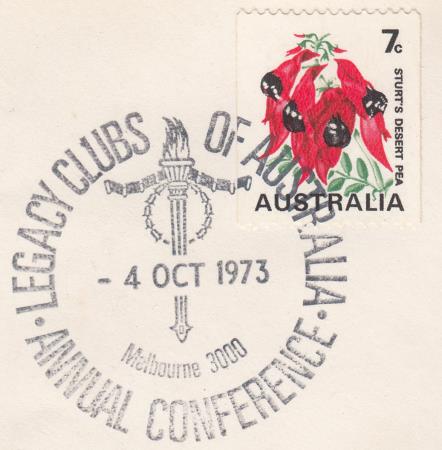 7c
STURT'S DESERT PEA
AUSTRALIA
LEGACY CLUBS OF AUSTRALIA
- 4 OCT 1973
Melbourne 3000
ANNUAL CONFERENCE